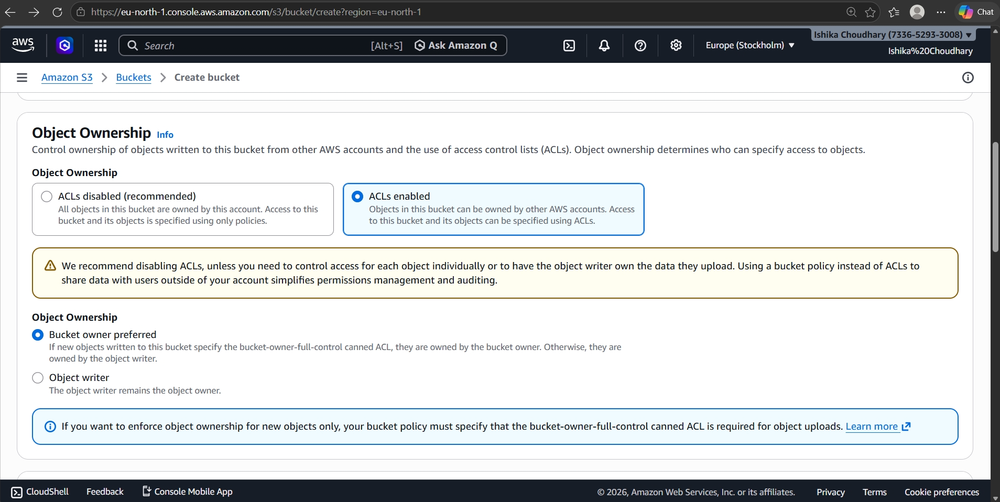 https://eu-north-1.console.aws.amazon.com/s3/bucket/create?region=eu-north-1
Chat
aws
Search
[Alt+S]
Ask Amazon Q
Europe (Stockholm)
Ishika Choudhary (7336-5293-3008)
Ishika%20Choudhary
Amazon S3
Buckets
Create bucket
Object Ownership Info
Control ownership of objects written to this bucket from other AWS accounts and the use of access control lists (ACLs). Object ownership determines who can specify access to objects.
Object Ownership
ACLs disabled (recommended)
All objects in this bucket are owned by this account. Access to this
bucket and its objects is specified using only policies.
ACLs enabled
Objects in this bucket can be owned by other AWS accounts. Access
to this bucket and its objects can be specified using ACLs.
We recommend disabling ACLs, unless you need to control access for each object individually or to have the object writer own the data they upload. Using a bucket policy instead of ACLs to
share data with users outside of your account simplifies permissions management and auditing.
Object Ownership
Bucket owner preferred
If new objects written to this bucket specify the bucket-owner-full-control canned ACL, they are owned by the bucket owner. Otherwise, they are
owned by the object writer.
Object writer
The object writer remains the object owner.
If you want to enforce object ownership for new objects only, your bucket policy must specify that the bucket-owner-full-control canned ACL is required for object uploads. Learn more
CloudShell
Feedback
Console Mobile App
© 2026, Amazon Web Services, Inc. or its affiliates.
Privacy
Terms
Cookie preferences